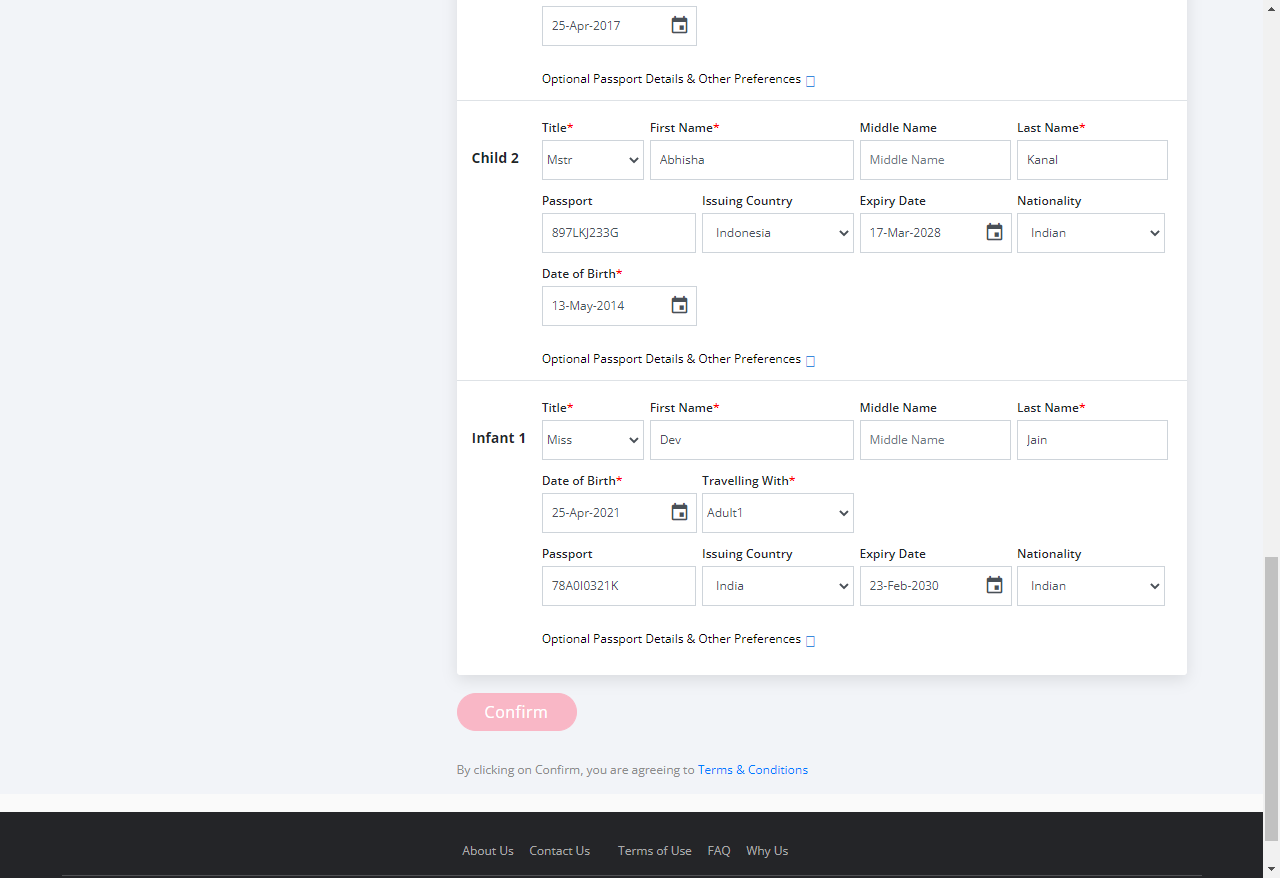 25-Apr-2017
Optional Passport Details & Other Preferences
Title* First Name* Middle Name Last Name*
Child 2 Mstr Abhisha Middle Name Kanal
Passport Issuing Country Expiry Date Nationality
897LKJ233G Indonesia 17-Mar-2028 Indian
Date of Birth*
13-May-2014
Optional Passport Details & Other Preferences
Title* First Name* Middle Name Last Name*
Infant 1 Miss Dev Middle Name Jain
Date of Birth* Travelling With*
25-Apr-2021 Adult1
Passport Issuing Country Expiry Date Nationality
78A0I0321K India 23-Feb-2030 Indian
Optional Passport Details & Other Preferences
Confirm
By clicking on Confirm, you are agreeing to Terms & Conditions
About Us Contact Us Terms of Use FAQ Why Us